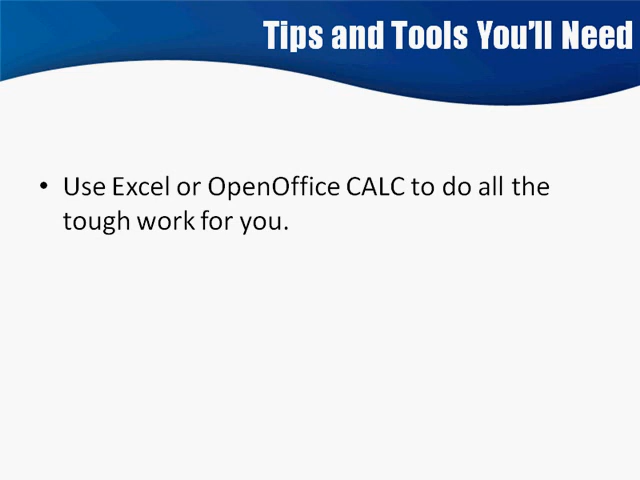 Tips and Tools You'll Need
• Use Excel or OpenOffice CALC to do all the
tough work for you.